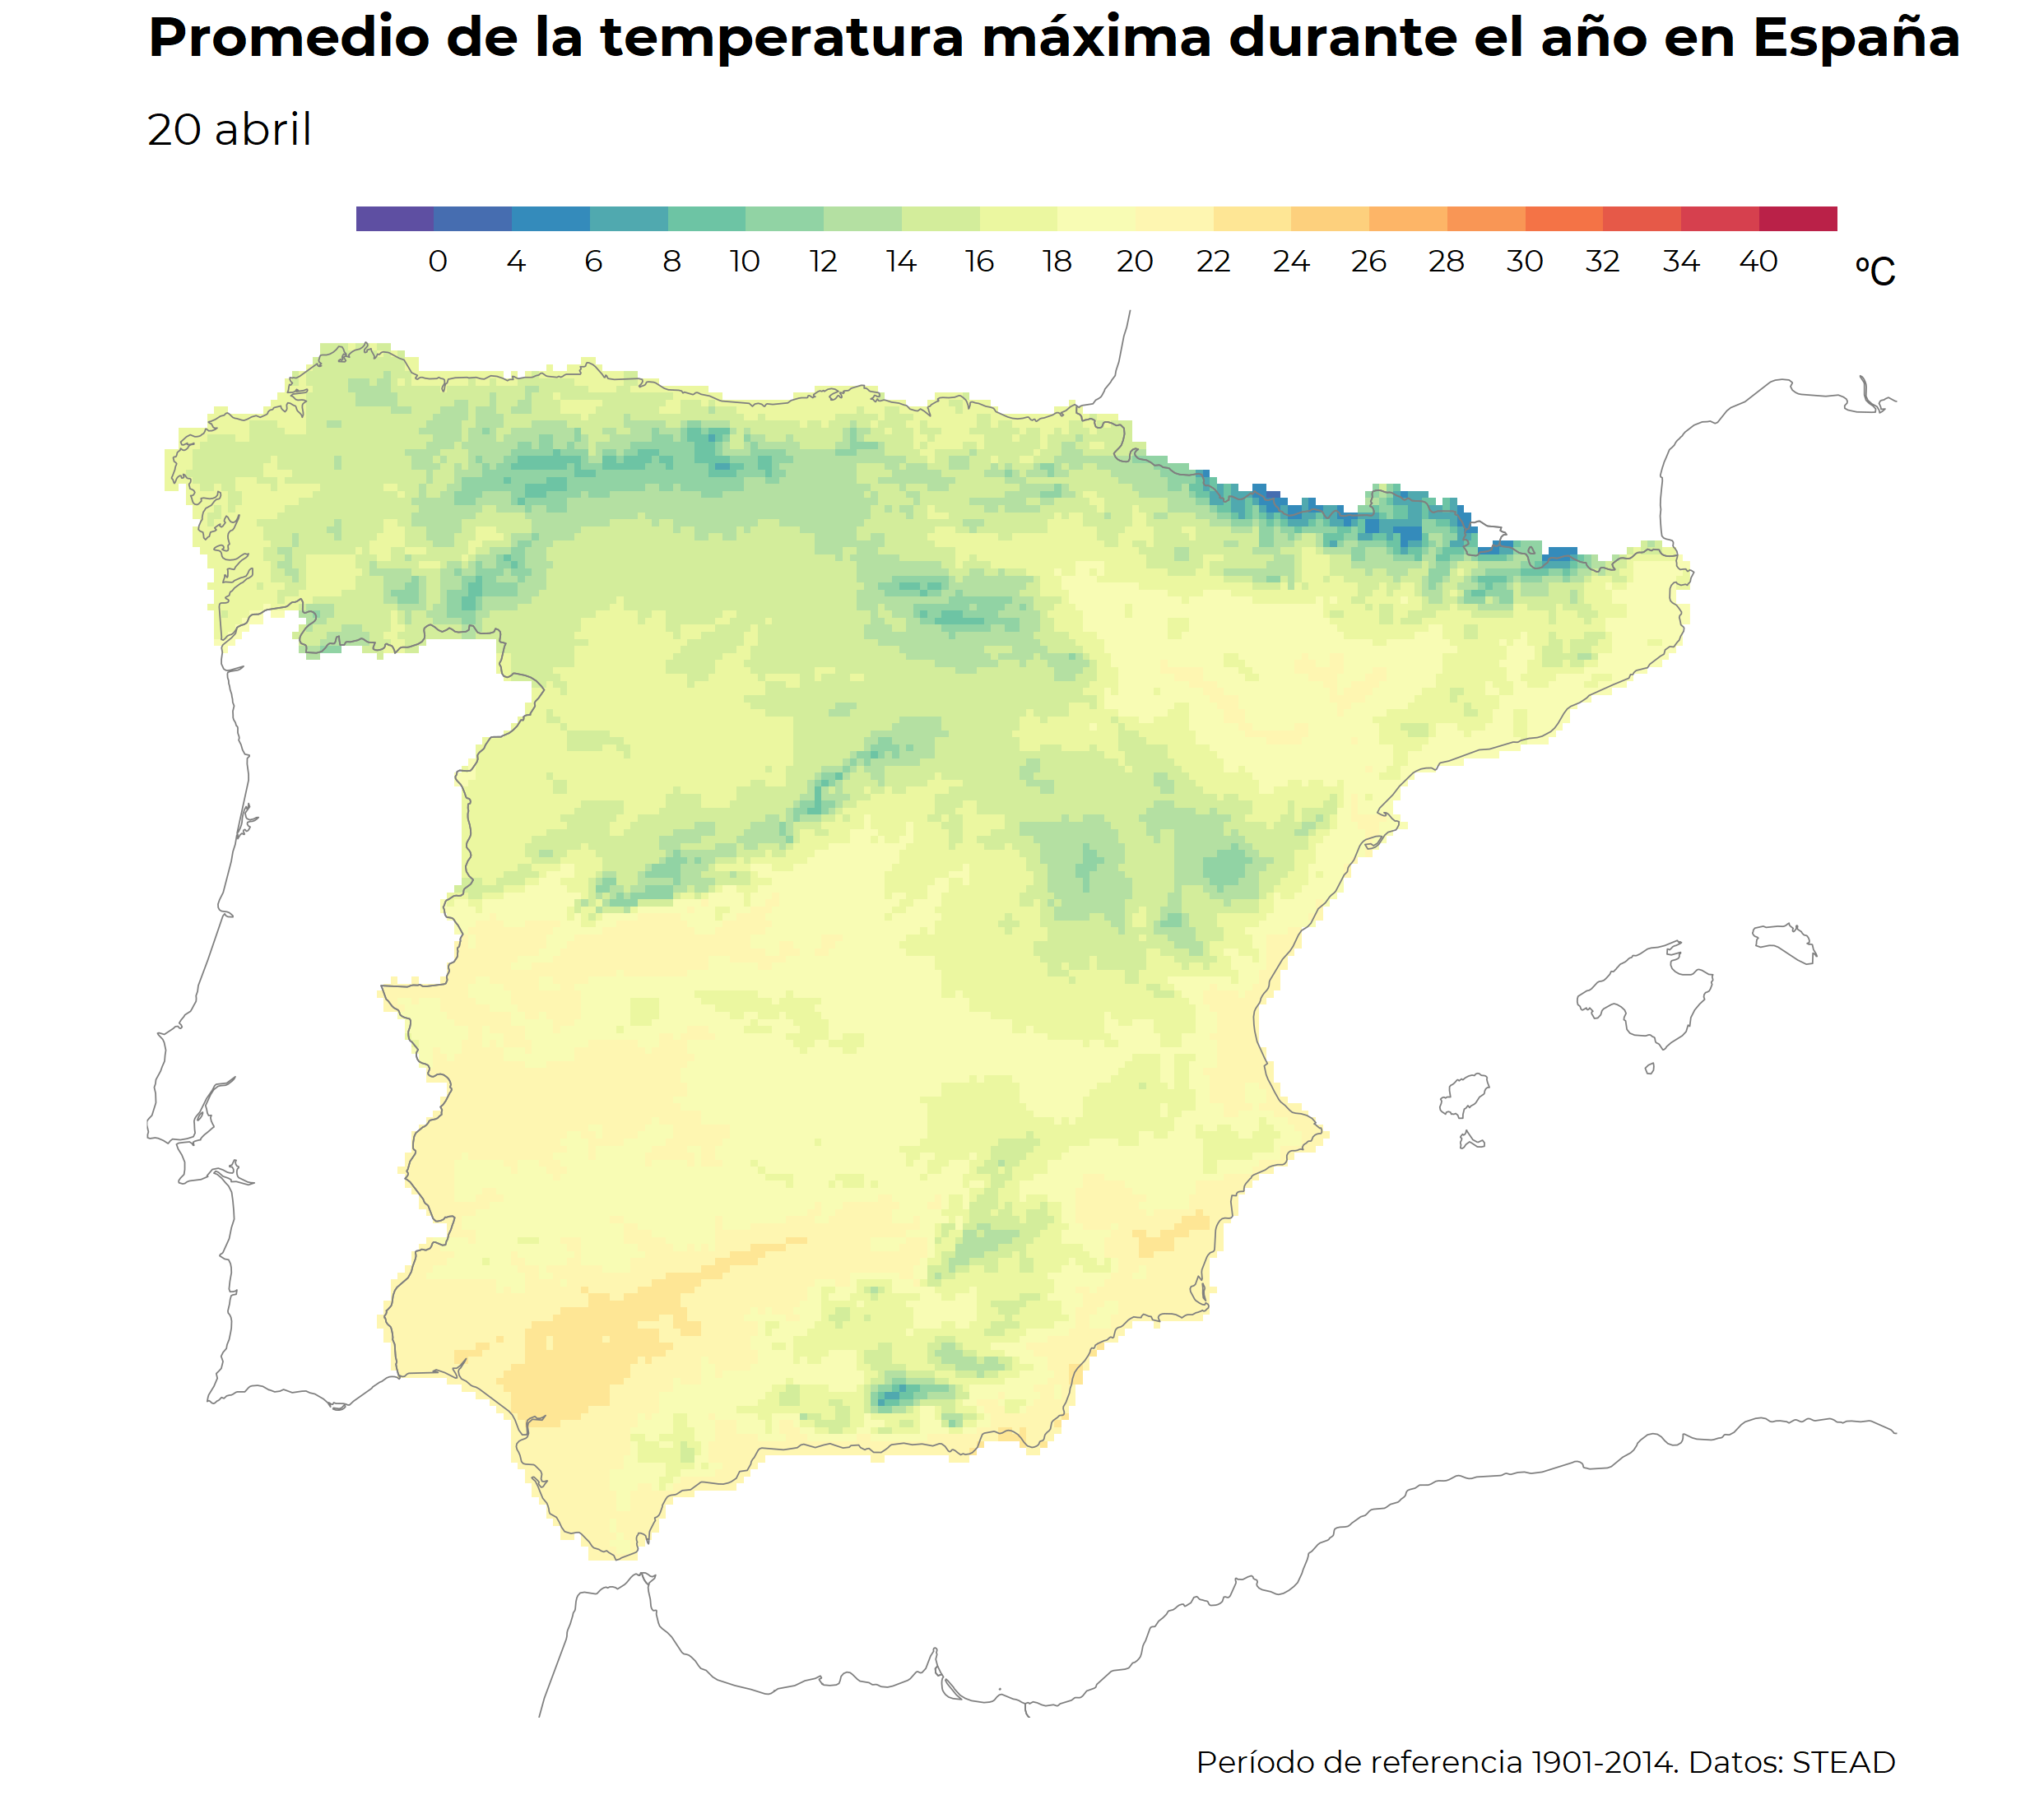 Promedio de la temperatura máxima durante el año en España
20 abril
0 4 6 8 10 12 14 16 18 20 22 24 26 28 30 32 34 40 ºC
Período de referencia 1901-2014. Datos: STEAD